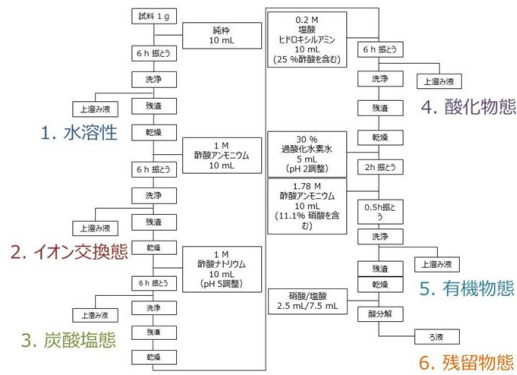 試料 1 g
純粋
10 mL
6 h 振とう
洗浄
上澄み液
残渣
1. 水溶性
乾燥
1 M
酢酸アンモニウム
10 mL
6 h 振とう
洗浄
上澄み液
残渣
2. イオン交換態
乾燥
1 M
酢酸ナトリウム
10 mL
(pH 5調整)
6 h 振とう
上澄み液
洗浄
3. 炭酸塩態
残渣
乾燥
0.2 M
塩酸
ヒドロキシルアミン
10 mL
(25 %酢酸を含む)
6 h 振とう
洗浄
上澄み液
残渣
4. 酸化物態
乾燥
30 %
過酸化水素水
5 mL
(pH 2調整)
2h 振とう
1.78 M
酢酸アンモニウム
10 mL
(11.1% 硝酸を含
む)
0.5h振と
う
洗浄
上澄み液
残渣
5. 有機物態
乾燥
硝酸/塩酸
2.5 mL/7.5 mL
酸分解
ろ液
6. 残留物態